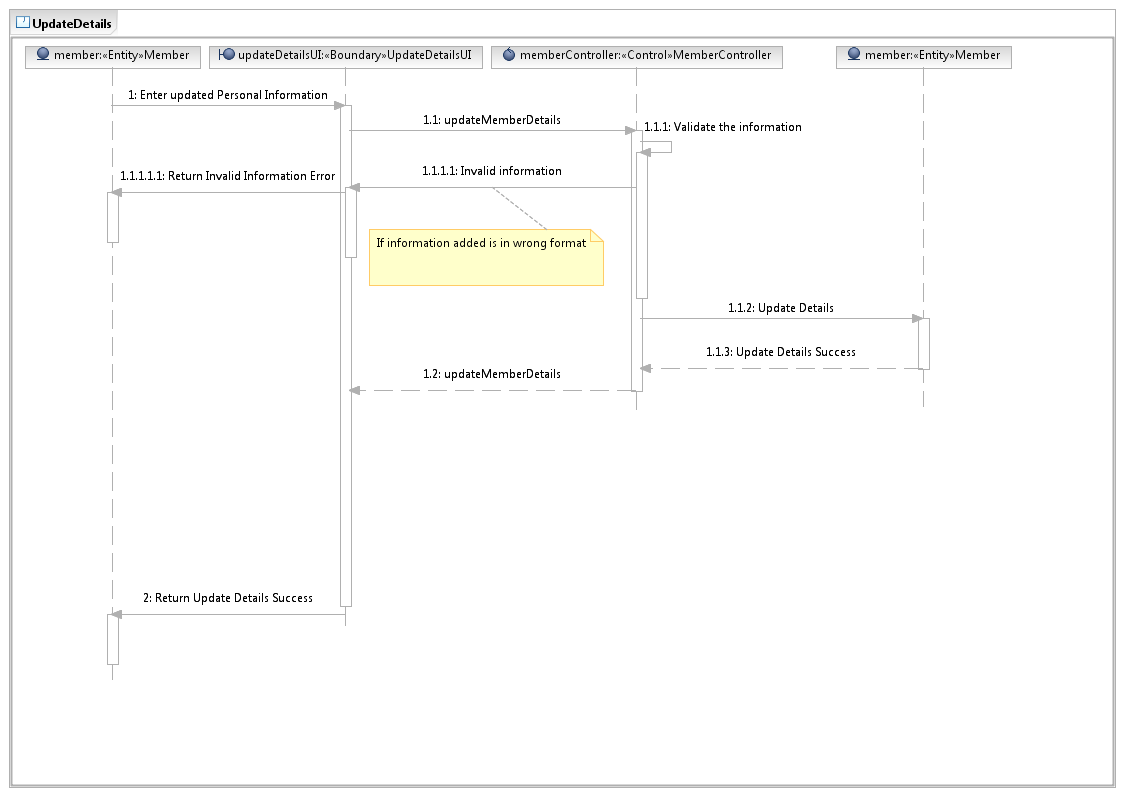 UpdateDetails
member:«Entity»Member
updateDetailsUI:«Boundary»UpdateDetailsUI
memberController:«Control»MemberController
member:«Entity»Member
1: Enter updated Personal Information
1.1: updateMemberDetails
1.1.1: Validate the information
1.1.1.1: Invalid information
1.1.1.1.1: Return Invalid Information Error
If information added is in wrong format
1.1.2: Update Details
1.1.3: Update Details Success
1.2: updateMemberDetails
2: Return Update Details Success